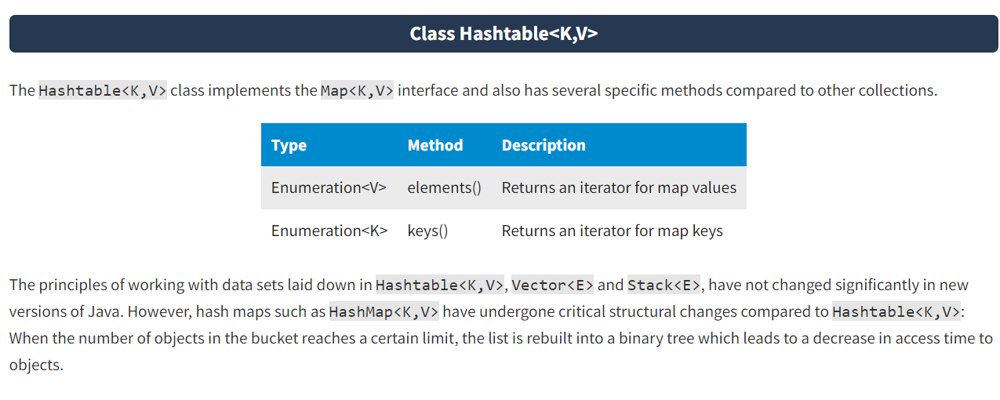 Class Hashtable<K,V>
The Hashtable<K,V> class implements the Map<K,V> interface and also has several specific methods compared to other collections.
Type Method Description
Enumeration<V> elements() Returns an iterator for map values
Enumeration<K> keys() Returns an iterator for map keys
The principles of working with data sets laid down in Hashtable<K,V>, Vector<E> and Stack<E>, have not changed significantly in new
versions of Java. However, hash maps such as HashMap<K,V> have undergone critical structural changes compared to Hashtable<K,V>:
When the number of objects in the bucket reaches a certain limit, the list is rebuilt into a binary tree which leads to a decrease in access time to
objects.